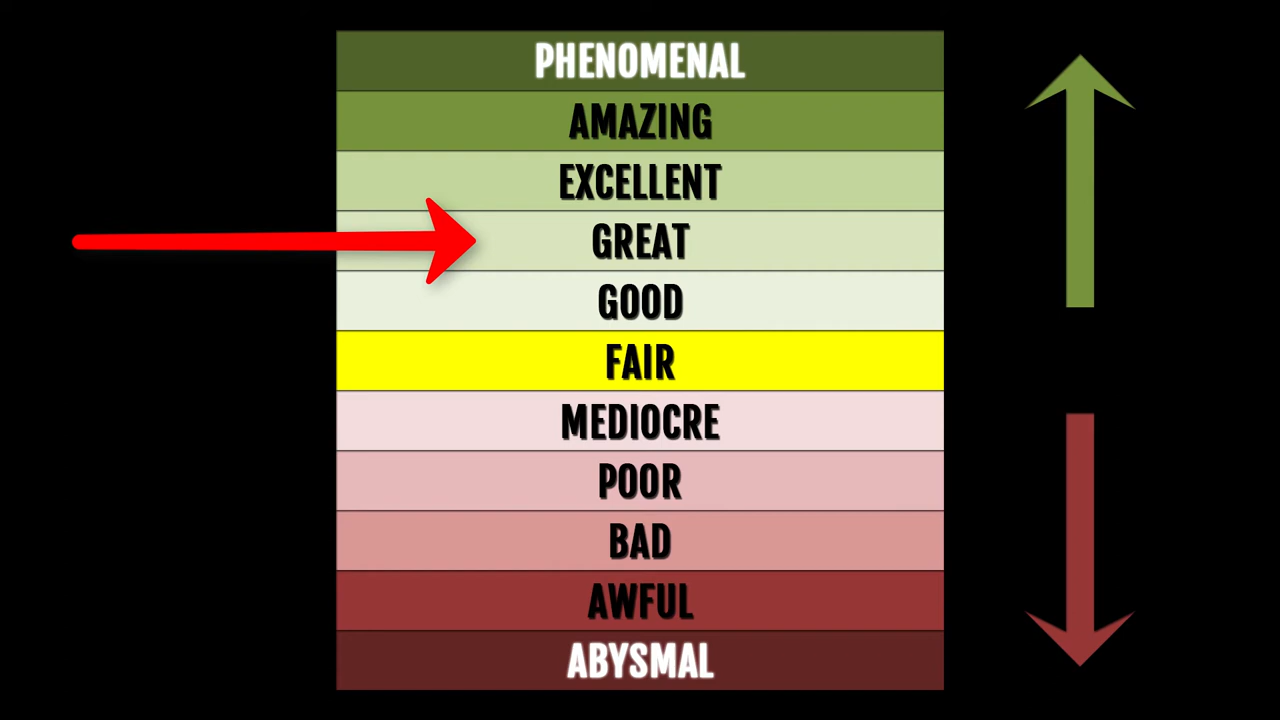 PHENOMENAL
AMAZING
EXCELLENT
GREAT
GOOD
FAIR
MEDIOCRE
POOR
BAD
AWFUL
ABYSMAL